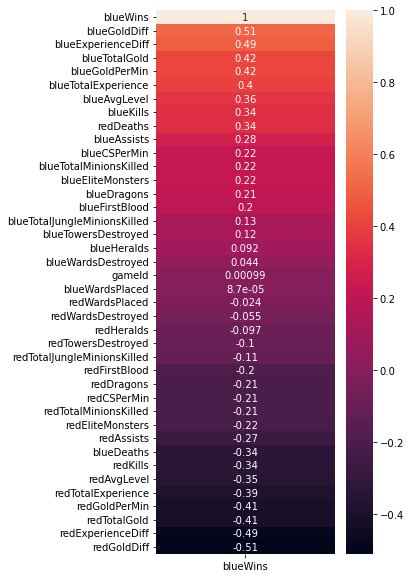 blueWins 1
blueGoldDiff 0.51
blueExperienceDiff 0.49
blueTotalGold 0.42
blueGoldPerMin 0.42
blueTotalExperience 0.4
blueAvgLevel 0.36
blueKills 0.34
redDeaths 0.34
blueAssists 0.28
blueCSPerMin 0.22
blueTotalMinionsKilled 0.22
blueEliteMonsters 0.22
blueDragons 0.21
blueFirstBlood 0.2
blueTotalJungleMinionsKilled 0.13
blueTowersDestroyed 0.12
blueHeralds 0.092
blueWardsDestroyed 0.044
gameId 0.00099
blueWardsPlaced 8.7e-05
redWardsPlaced -0.024
redWardsDestroyed -0.055
redHeralds -0.097
redTowersDestroyed -0.1
redTotalJungleMinionsKilled -0.11
redFirstBlood -0.2
redDragons -0.21
redCSPerMin -0.21
redTotalMinionsKilled -0.21
redEliteMonsters -0.22
redAssists -0.27
blueDeaths -0.34
redKills -0.34
redAvgLevel -0.35
redTotalExperience -0.39
redGoldPerMin -0.41
redTotalGold -0.41
redExperienceDiff -0.49
redGoldDiff -0.51
blueWins
1.0
0.8
0.6
0.4
0.2
0.0
−0.2
−0.4